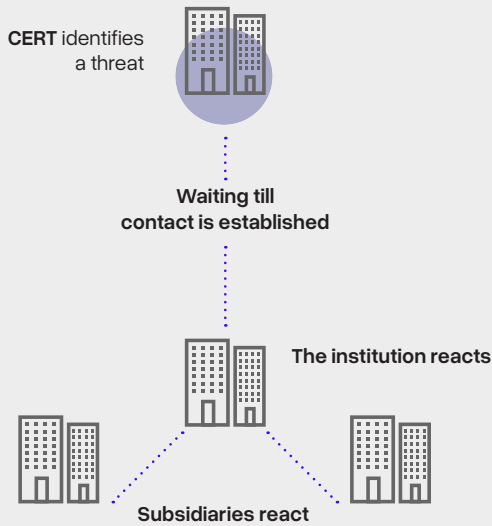 CERT identifies
a threat
Waiting till
contact is established
The institution reacts
Subsidiaries react